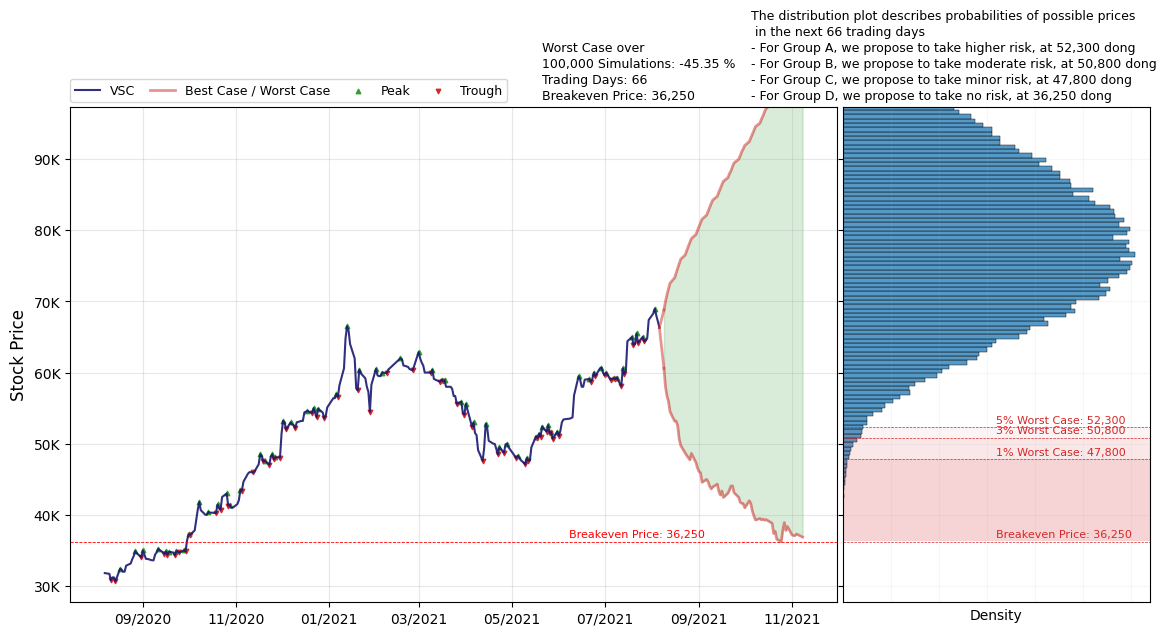 The distribution plot describes probabilities of possible prices
in the next 66 trading days
- For Group A, we propose to take higher risk, at 52,300 dong
- For Group B, we propose to take moderate risk, at 50,800 dong
- For Group C, we propose to take minor risk, at 47,800 dong
- For Group D, we propose to take no risk, at 36,250 dong
Worst Case over
100,000 Simulations: -45.35 %
Trading Days: 66
Breakeven Price: 36,250
VSC
Best Case / Worst Case
Peak
Trough
Stock Price
90K
80K
70K
60K
50K
40K
30K
Breakeven Price: 36,250
5% Worst Case: 52,300
3% Worst Case: 50,800
1% Worst Case: 47,800
Breakeven Price: 36,250
09/2020
11/2020
01/2021
03/2021
05/2021
07/2021
09/2021
11/2021
Density